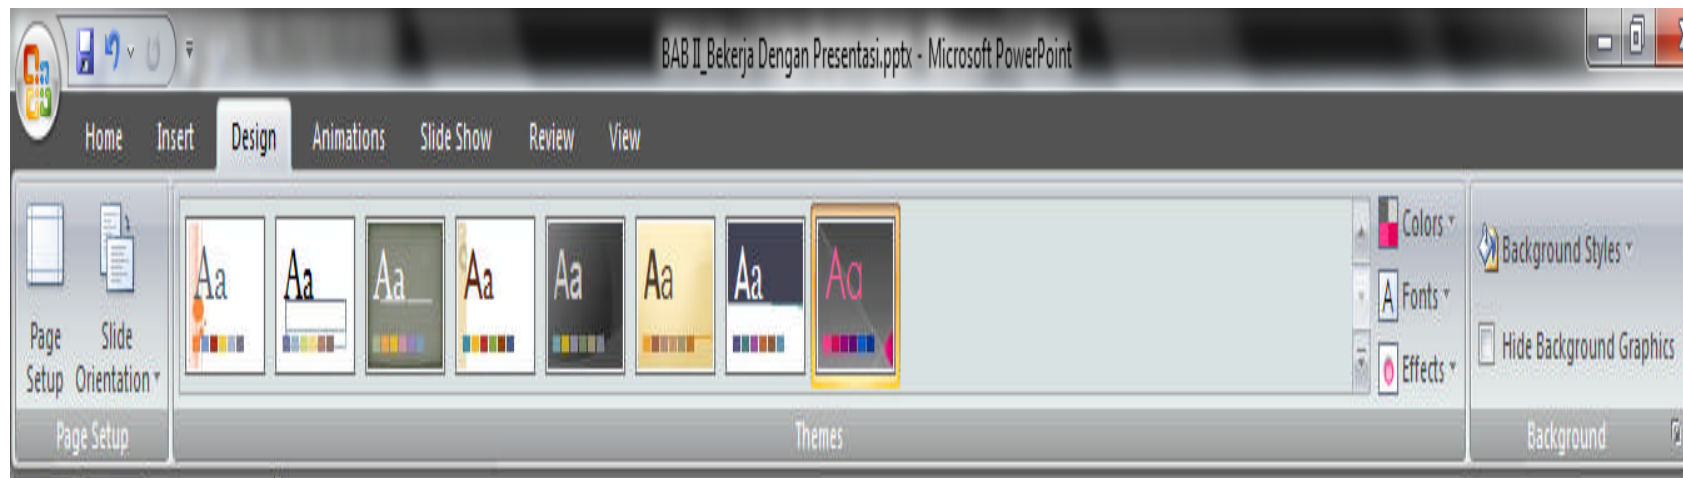 BAB II_Bekerja Dengan Presentasi.pptx - Microsoft PowerPoint
Home Insert Design Animations Slide Show Review View
Page Setup
Slide Orientation
Aa Aa Aa Aa Aa Aa Aa Aa
Colors
Fonts
Effects
Background Styles
Hide Background Graphics
Page Setup Themes Background